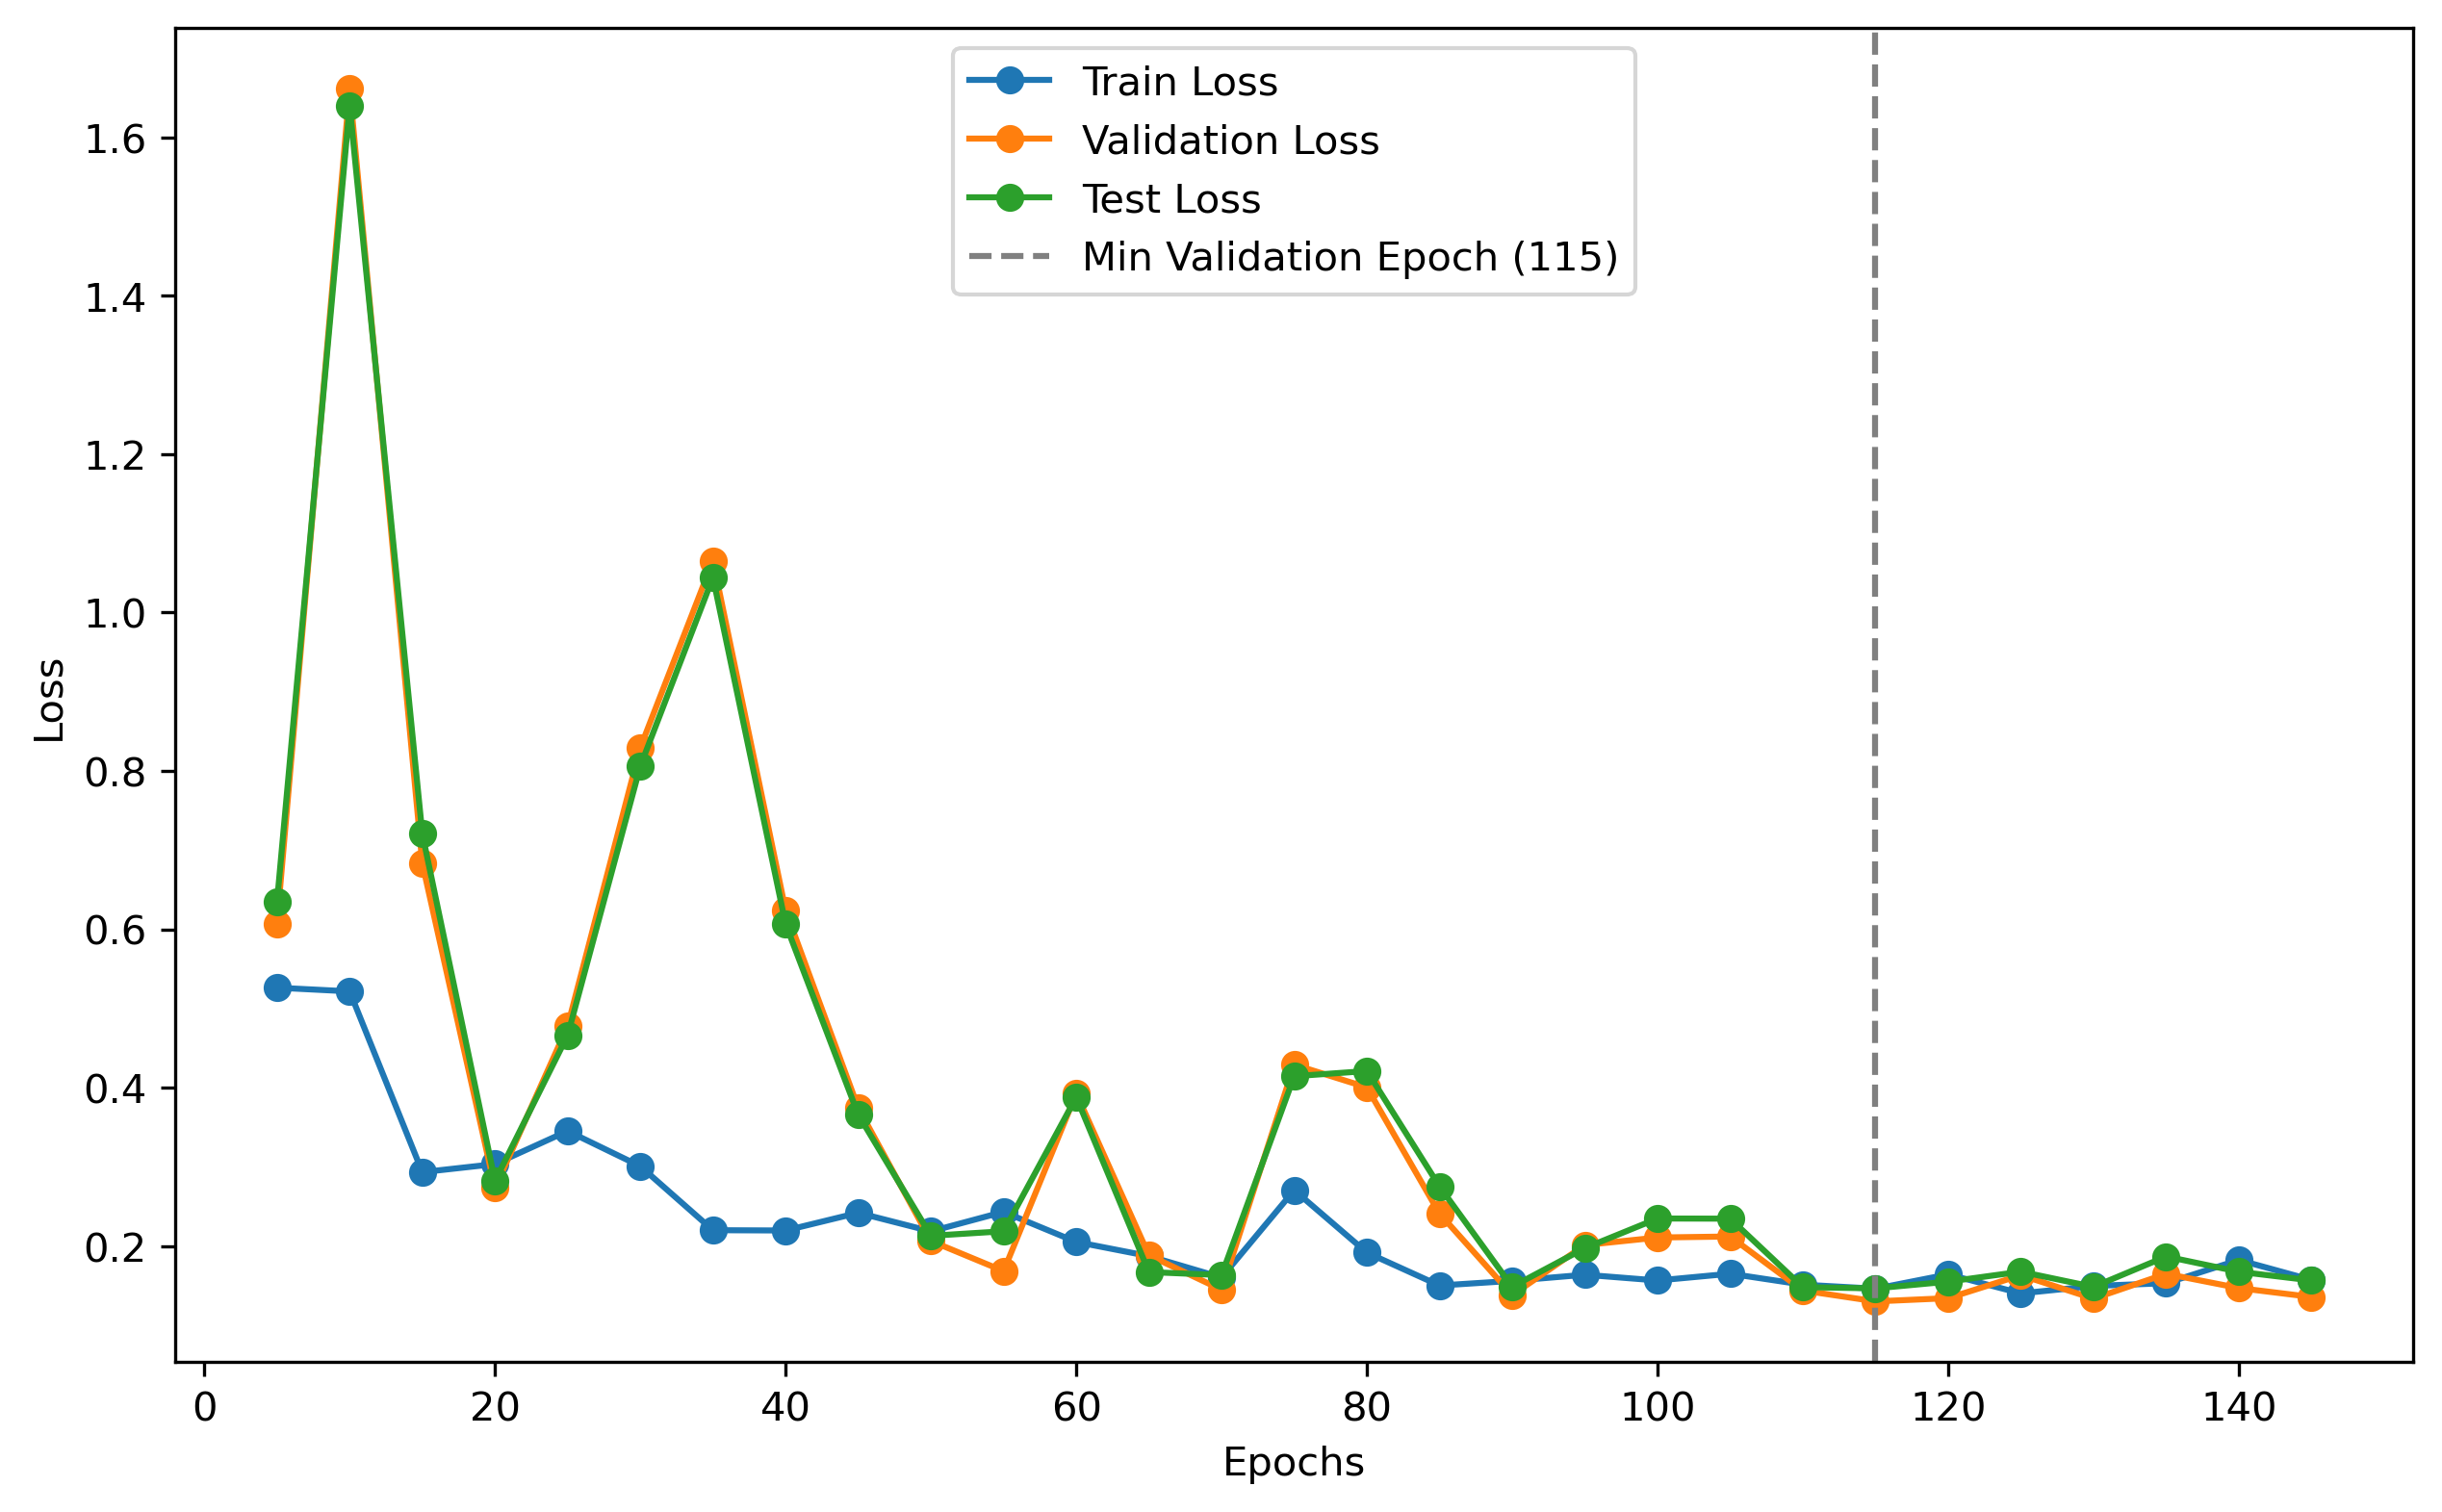 Train Loss
Validation Loss
Test Loss
Min Validation Epoch (115)
1.6
1.4
1.2
1.0
0.8
0.6
0.4
0.2
Loss
0 20 40 60 80 100 120 140
Epochs